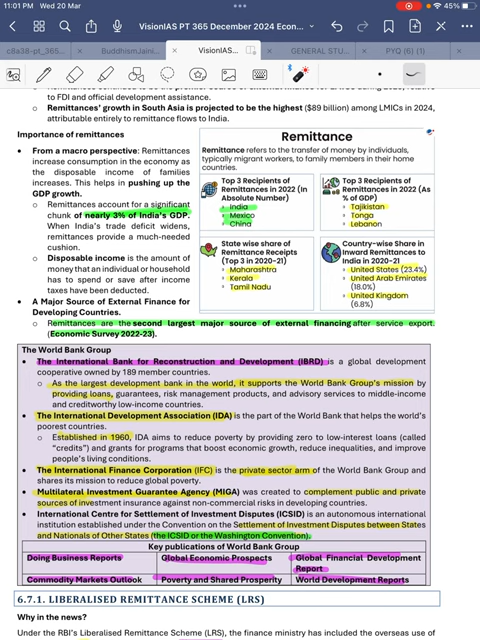 11:01 PM Wed 20 Mar
45%
VisionIAS PT 365 December 2024 Econ...
c8a38-pt_365...
BuddhismJaini...
VisionIAS...
GENERAL STU...
PYQ (6) (1)
to FDI and official development assistance.
o Remittances' growth in South Asia is projected to be the highest ($89 billion) among LMICs in 2024,
attributable entirely to remittance flows to India.
Importance of remittances
• From a macro perspective: Remittances
increase consumption in the economy as
the disposable income of families
increases. This helps in pushing up the
GDP growth.
o Remittances account for a significant
chunk of nearly 3% of India's GDP.
When India's trade deficit widens,
remittances provide a much-needed
cushion.
o Disposable income is the amount of
money that an individual or household
has to spend or save after income
taxes have been deducted.
• A Major Source of External Finance for
Developing Countries.
o Remittances are the second largest major source of external financing after service export.
(Economic Survey 2022-23).
Remittance
Remittance refers to the transfer of money by individuals,
typically migrant workers, to family members in their home
countries.
Top 3 Recipients of
Remittances in 2022 (In
Absolute Number)
India
Mexico
China
Top 3 Recipients of
Remittances in 2022 (As
% of GDP)
Tajikistan
Tonga
Lebanon
State wise share of
Remittance Receipts
(Top 3 in 2020-21)
Maharashtra
Kerala
Tamil Nadu
Country-wise Share in
Inward Remittances to
India in 2020-21
United States (23.4%)
United Arab Emirates
(18.0%)
United Kingdom
(6.8%)
The World Bank Group
• The International Bank for Reconstruction and Development (IBRD) is a global development
cooperative owned by 189 member countries.
o As the largest development bank in the world, it supports the World Bank Group's mission by
providing loans, guarantees, risk management products, and advisory services to middle-income
and creditworthy low-income countries.
• The International Development Association (IDA) is the part of the World Bank that helps the world's
poorest countries.
o Established in 1960, IDA aims to reduce poverty by providing zero to low-interest loans (called
"credits") and grants for programs that boost economic growth, reduce inequalities, and improve
people's living conditions.
• The International Finance Corporation (IFC) is the private sector arm of the World Bank Group and
shares its mission to reduce global poverty.
• Multilateral Investment Guarantee Agency (MIGA) was created to complement public and private
sources of investment insurance against non-commercial risks in developing countries.
• International Centre for Settlement of Investment Disputes (ICSID) is an autonomous international
institution established under the Convention on the Settlement of Investment Disputes between States
and Nationals of Other States (the ICSID or the Washington Convention).
Key publications of World Bank Group
Doing Business Reports
Global Economic Prospects
Global Financial Development
Report
Commodity Markets Outlook
Poverty and Shared Prosperity
World Development Reports
6.7.1. LIBERALISED REMITTANCE SCHEME (LRS)
Why in the news?
Under the RBI's Liberalised Remittance Scheme (LRS), the finance ministry has included the overseas use of